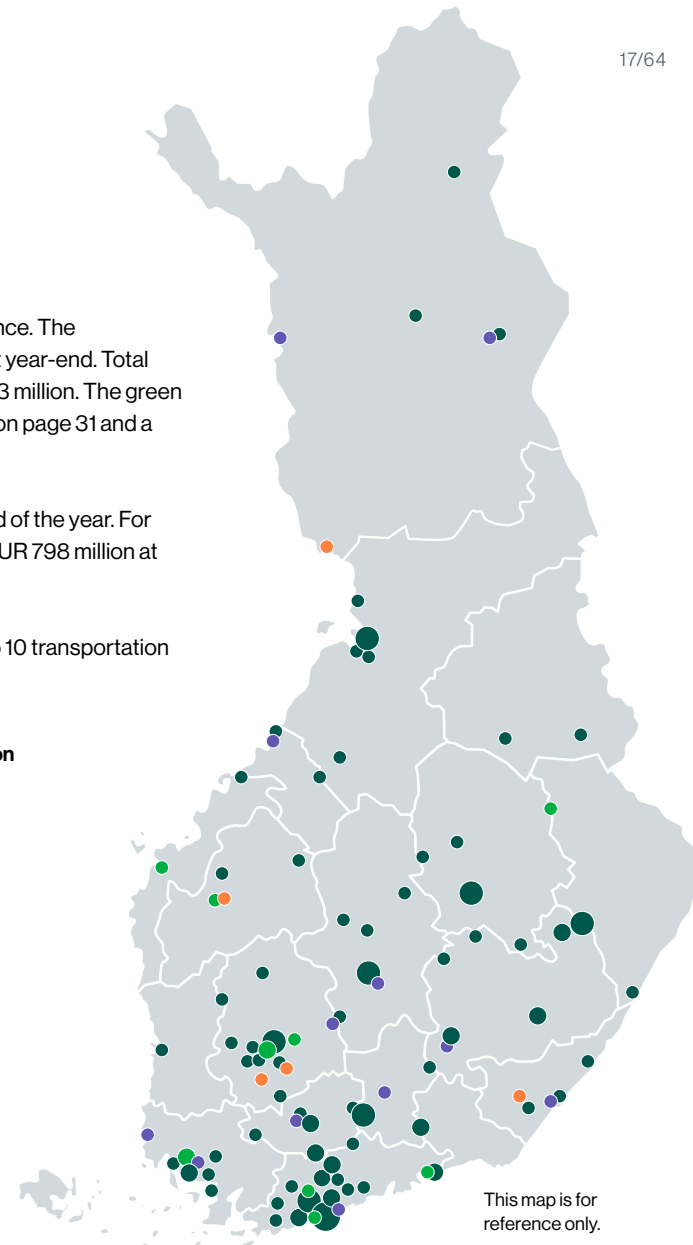 17/64
nce. The
t year-end. Total
3 million. The green
on page 31 and a
d of the year. For
UR 798 million at
10 transportation
on
This map is for
reference only.